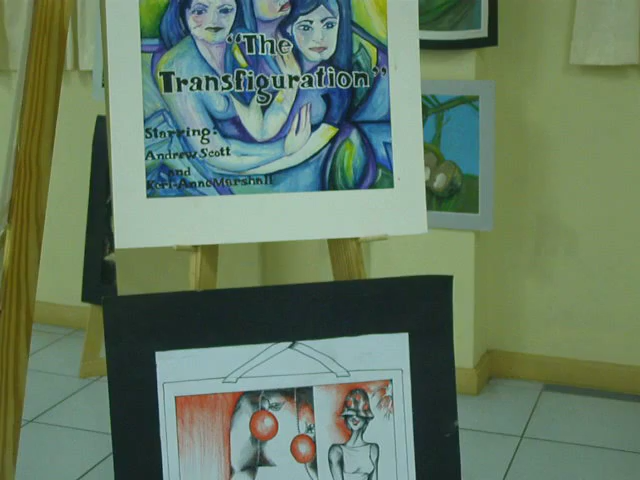 "The
Transfiguration"
Starring:
Andrew Scott
and
Keri-Anne Marshall